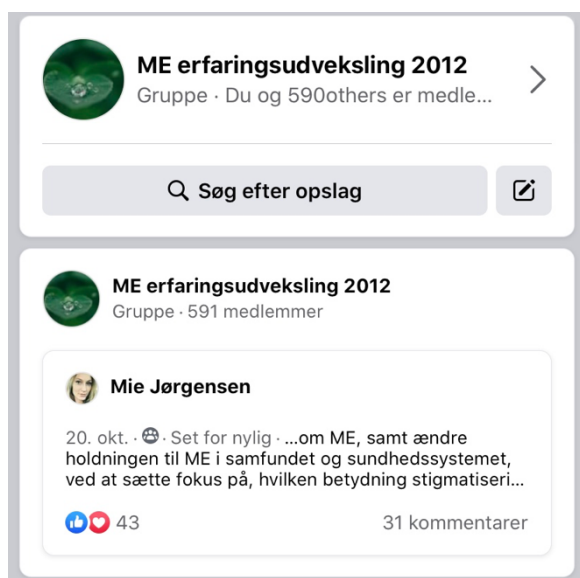 ME erfaringsudveksling 2012
Gruppe · Du og 590others er medle...
Søg efter opslag
ME erfaringsudveksling 2012
Gruppe · 591 medlemmer
Mie Jørgensen
20. okt. · · Set for nylig · ...om ME, samt ændre
holdningen til ME i samfundet og sundhedssystemet,
ved at sætte fokus på, hvilken betydning stigmatiseri...
43
31 kommentarer